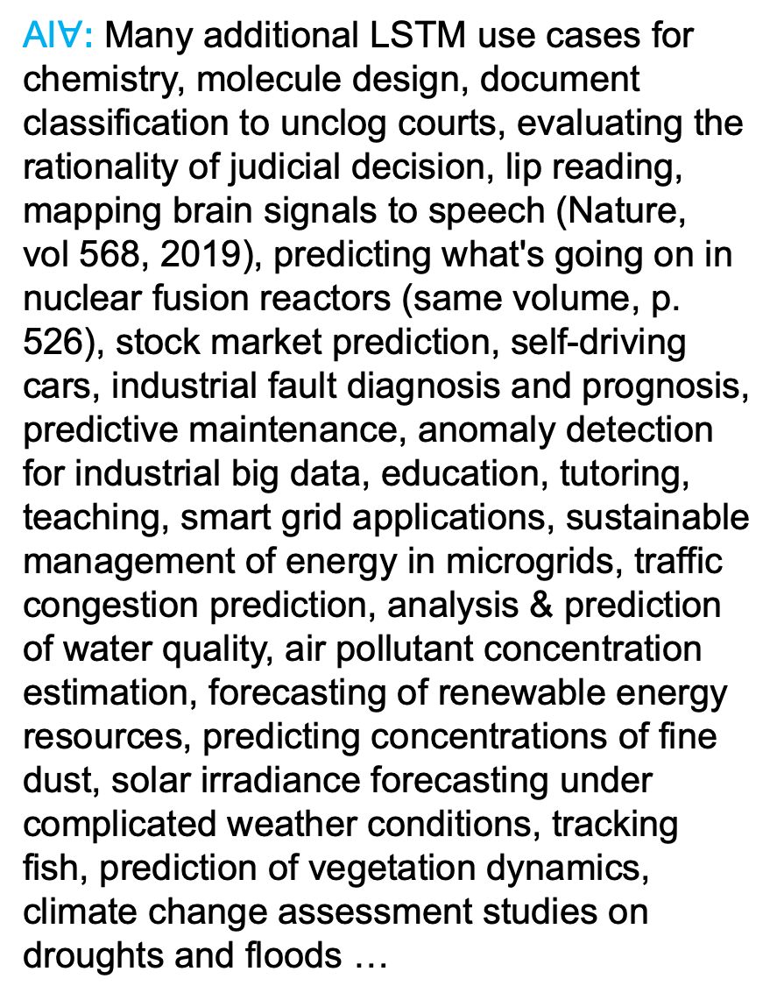 AI∀: Many additional LSTM use cases for
chemistry, molecule design, document
classification to unclog courts, evaluating the
rationality of judicial decision, lip reading,
mapping brain signals to speech (Nature,
vol 568, 2019), predicting what's going on in
nuclear fusion reactors (same volume, p.
526), stock market prediction, self-driving
cars, industrial fault diagnosis and prognosis,
predictive maintenance, anomaly detection
for industrial big data, education, tutoring,
teaching, smart grid applications, sustainable
management of energy in microgrids, traffic
congestion prediction, analysis & prediction
of water quality, air pollutant concentration
estimation, forecasting of renewable energy
resources, predicting concentrations of fine
dust, solar irradiance forecasting under
complicated weather conditions, tracking
fish, prediction of vegetation dynamics,
climate change assessment studies on
droughts and floods …